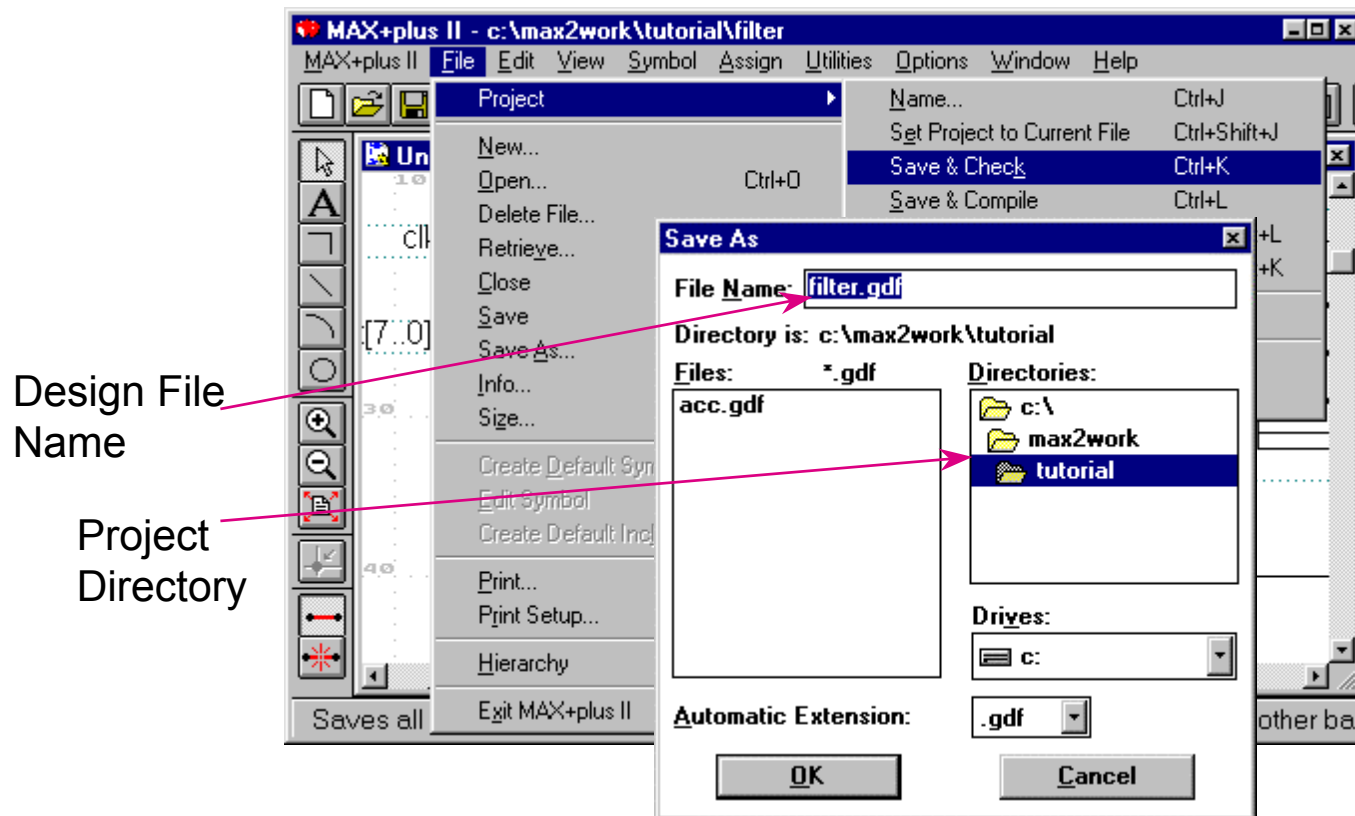 MAX+plus II - c:\max2work\tutorial\filter
MAX+plus II File Edit View Symbol Assign Utilities Options Window Help
Project
Name... Ctrl+J
Set Project to Current File Ctrl+Shift+J
Save & Check Ctrl+K
Save & Compile Ctrl+L
+L
+K
New...
Open... Ctrl+O
Delete File...
Retrieve...
Close
Save
Save As...
Info...
Size...
Create Default Sym
Edit Symbol
Create Default Incl
Print...
Print Setup...
Hierarchy
Exit MAX+plus II
Un
10
A
clk
:[7..0]
30
40
Saves all
other ba
Save As
File Name: filter.gdf
Directory is: c:\max2work\tutorial
Files: *.gdf
acc.gdf
Directories:
c:\
max2work
tutorial
Drives:
c:
Automatic Extension: .gdf
OK Cancel
Design File
Name
Project
Directory